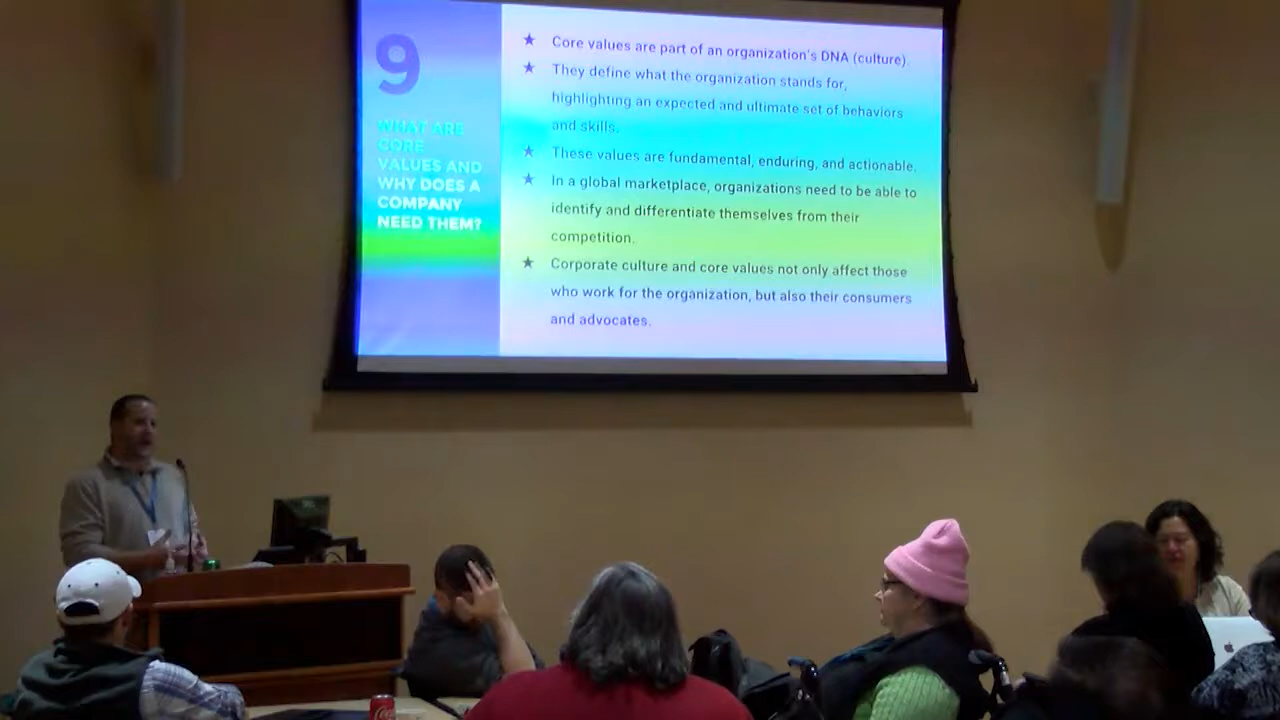 9
WHAT ARE
CORE
VALUES AND
WHY DOES A
COMPANY
NEED THEM?
★ Core values are part of an organization's DNA (culture).
★ They define what the organization stands for,
highlighting an expected and ultimate set of behaviors
and skills.
★ These values are fundamental, enduring, and actionable.
★ In a global marketplace, organizations need to be able to
identify and differentiate themselves from their
competition.
★ Corporate culture and core values not only affect those
who work for the organization, but also their consumers
and advocates.